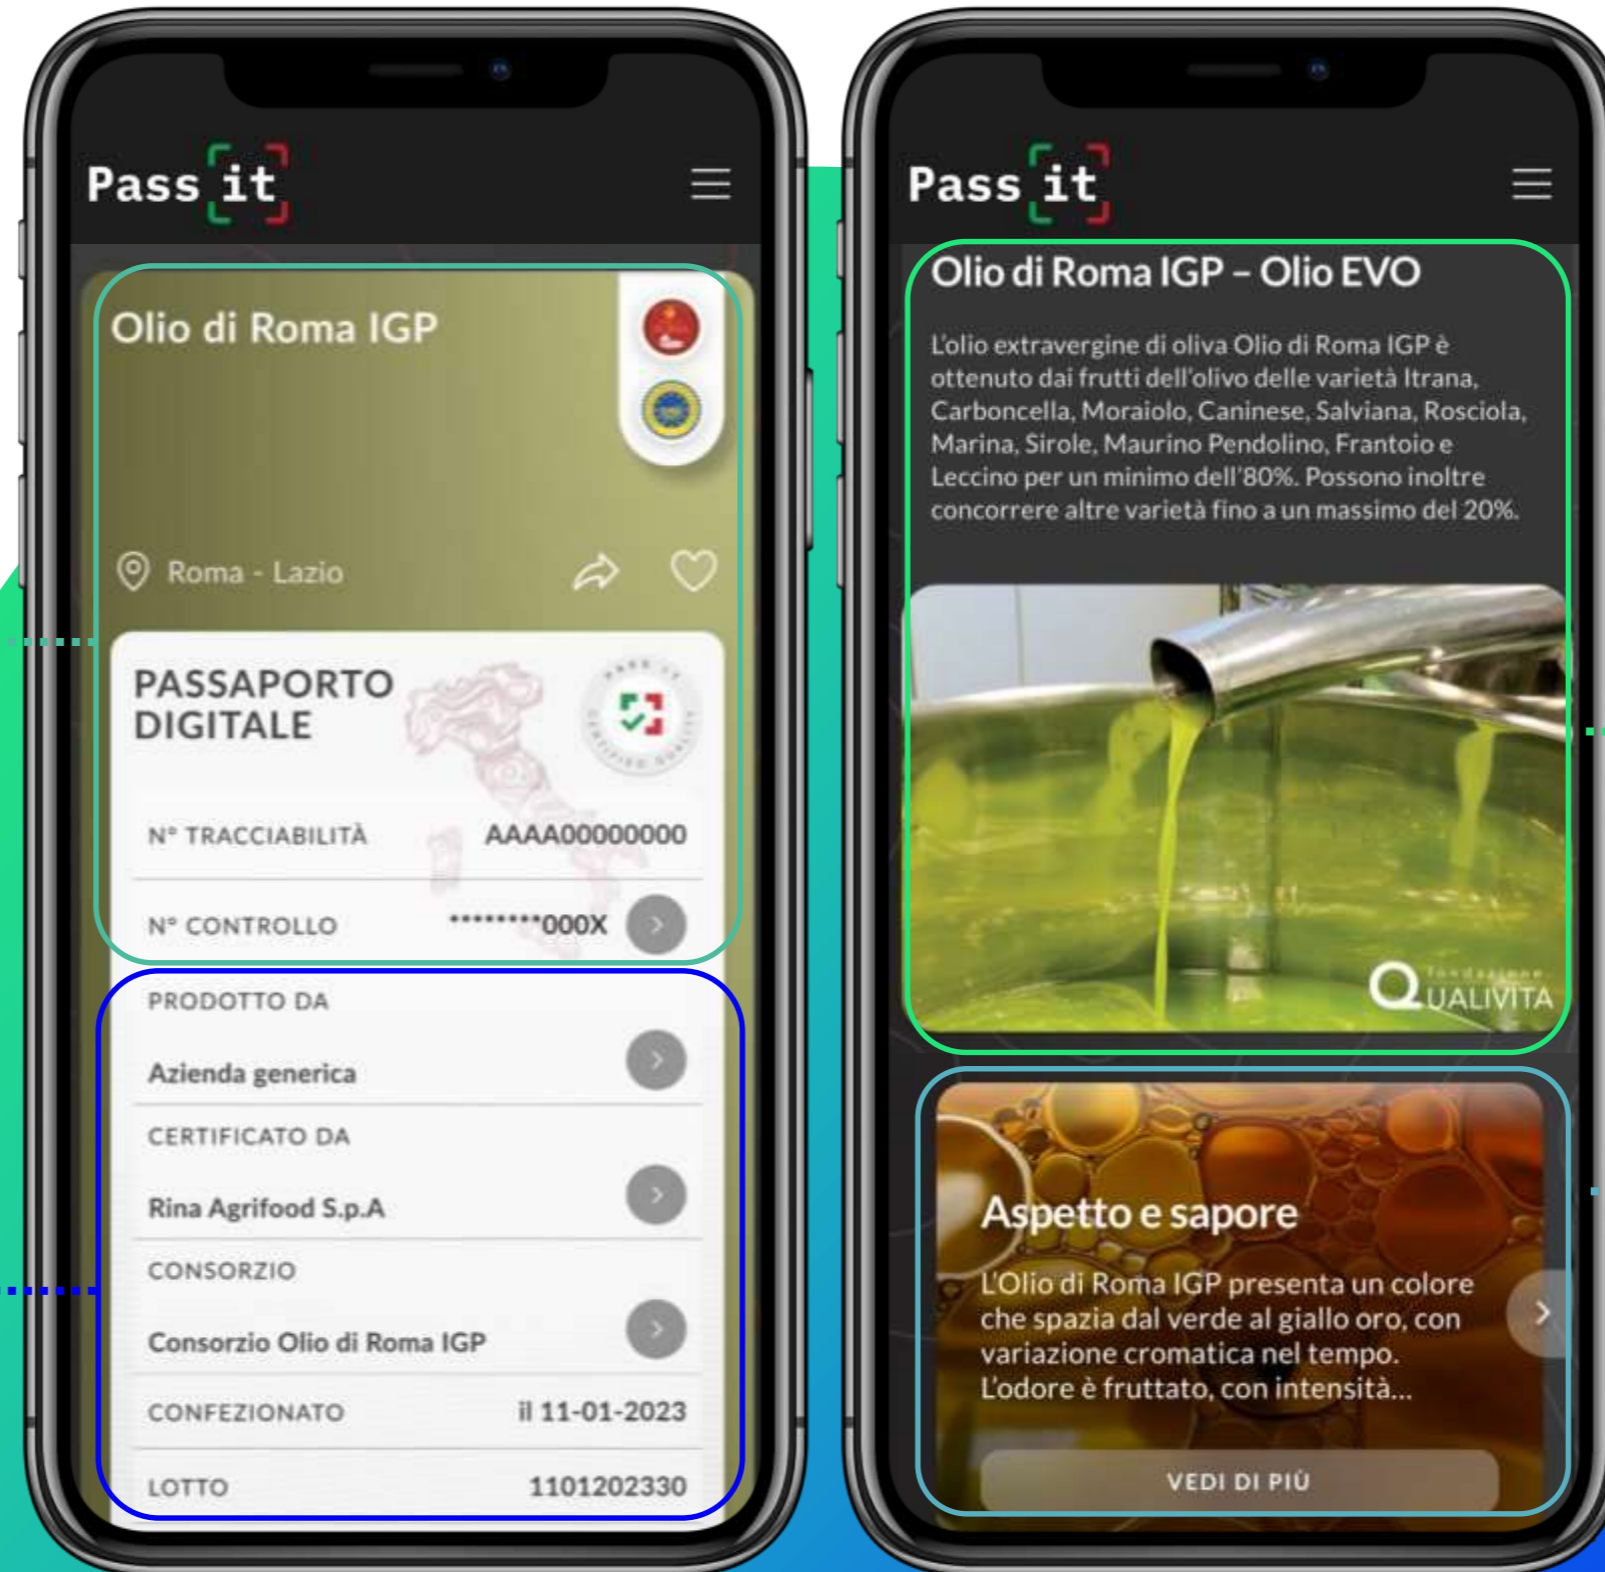 Pass it
Olio di Roma IGP
Roma - Lazio
PASSAPORTO
DIGITALE
PASS IT
CERTIFIED QUALITY
N° TRACCIABILITÀ AAAA00000000
N° CONTROLLO ********000X
PRODOTTO DA
Azienda generica
CERTIFICATO DA
Rina Agrifood S.p.A
CONSORZIO
Consorzio Olio di Roma IGP
CONFEZIONATO il 11-01-2023
LOTTO 1101202330
Pass it
Olio di Roma IGP – Olio EVO
L'olio extravergine di oliva Olio di Roma IGP è
ottenuto dai frutti dell'olivo delle varietà Itrana,
Carboncella, Moraiolo, Caninese, Salviana, Rosciola,
Marina, Sirole, Maurino Pendolino, Frantoio e
Leccino per un minimo dell'80%. Possono inoltre
concorrere altre varietà fino a un massimo del 20%.
fondazione
QUALIVITA
Aspetto e sapore
L'Olio di Roma IGP presenta un colore
che spazia dal verde al giallo oro, con
variazione cromatica nel tempo.
L'odore è fruttato, con intensità...
VEDI DI PIÙ